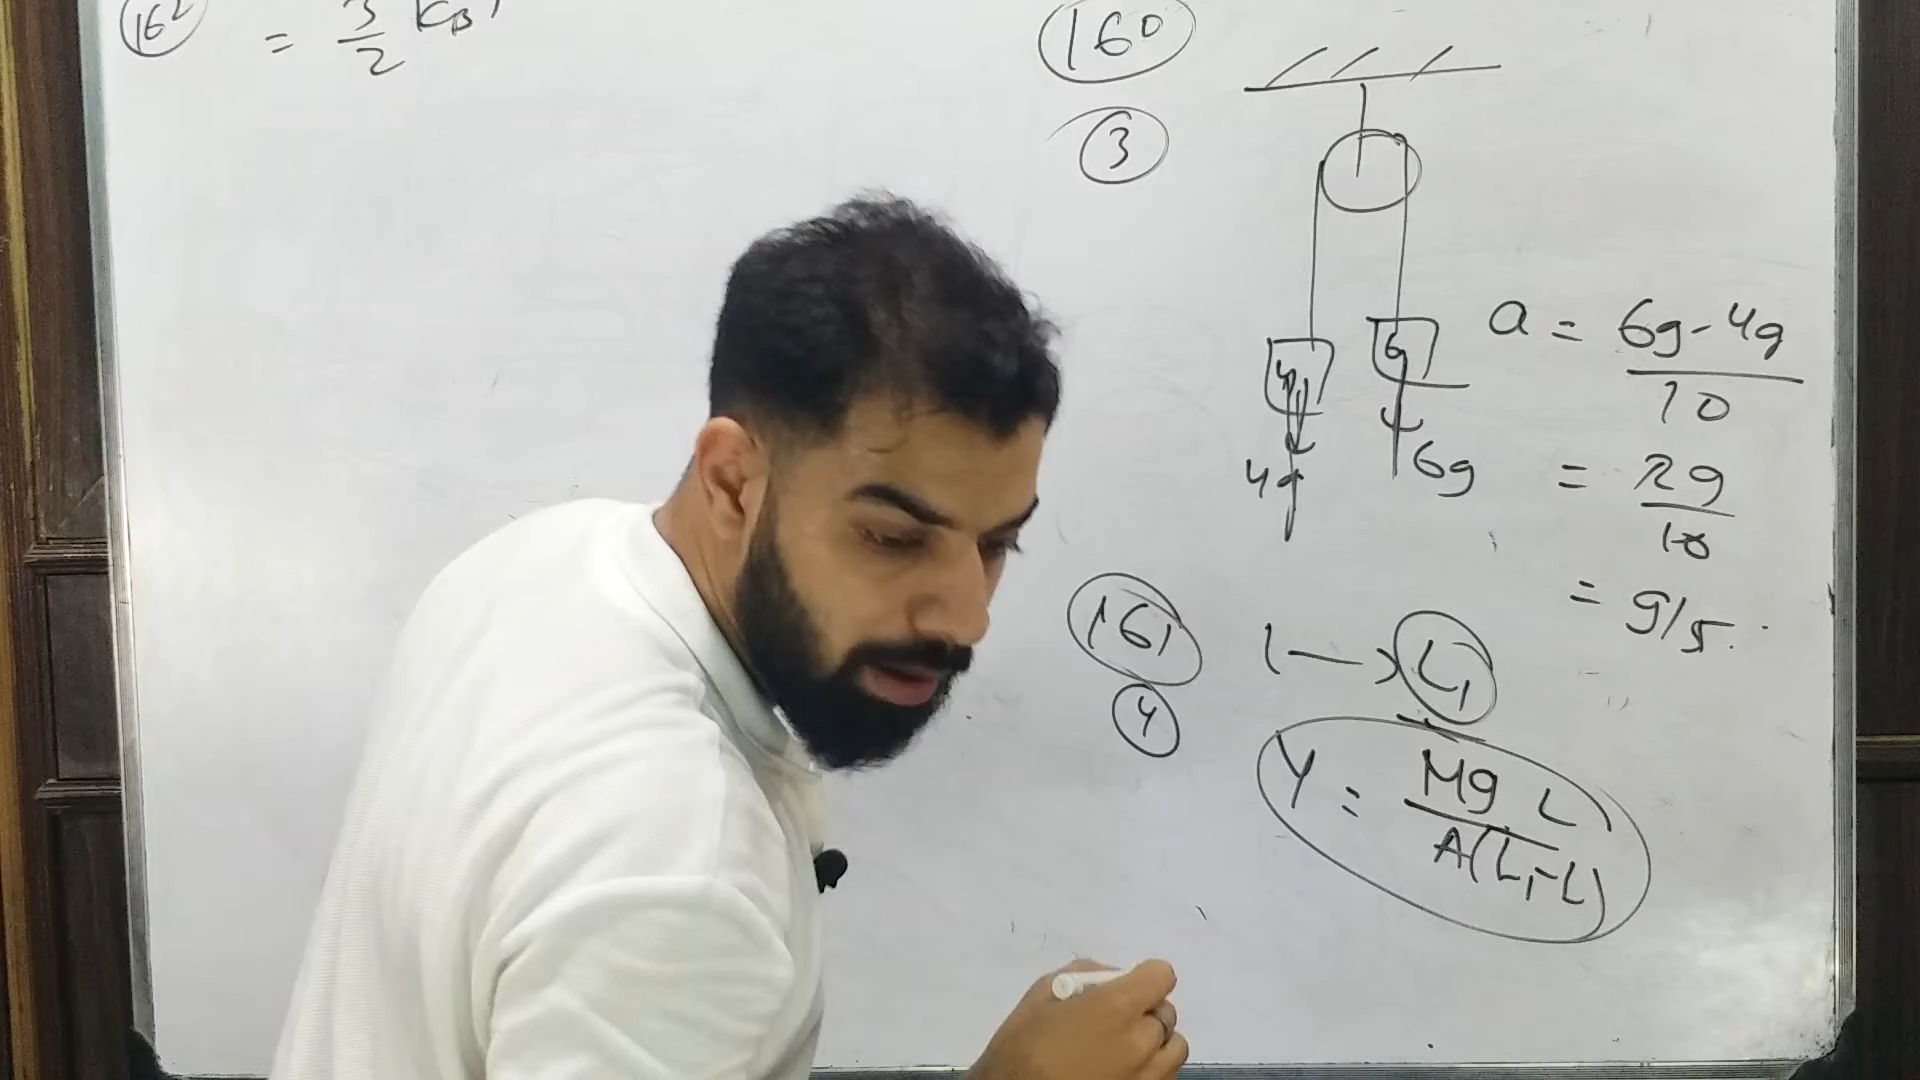 162
= 3/2 KBT
160
3
4
6
4g
6g
a = 6g-4g/10
= 2g/10
= g/5.
161
4
L → L₁
Y = Mg L/A(L₁-L)